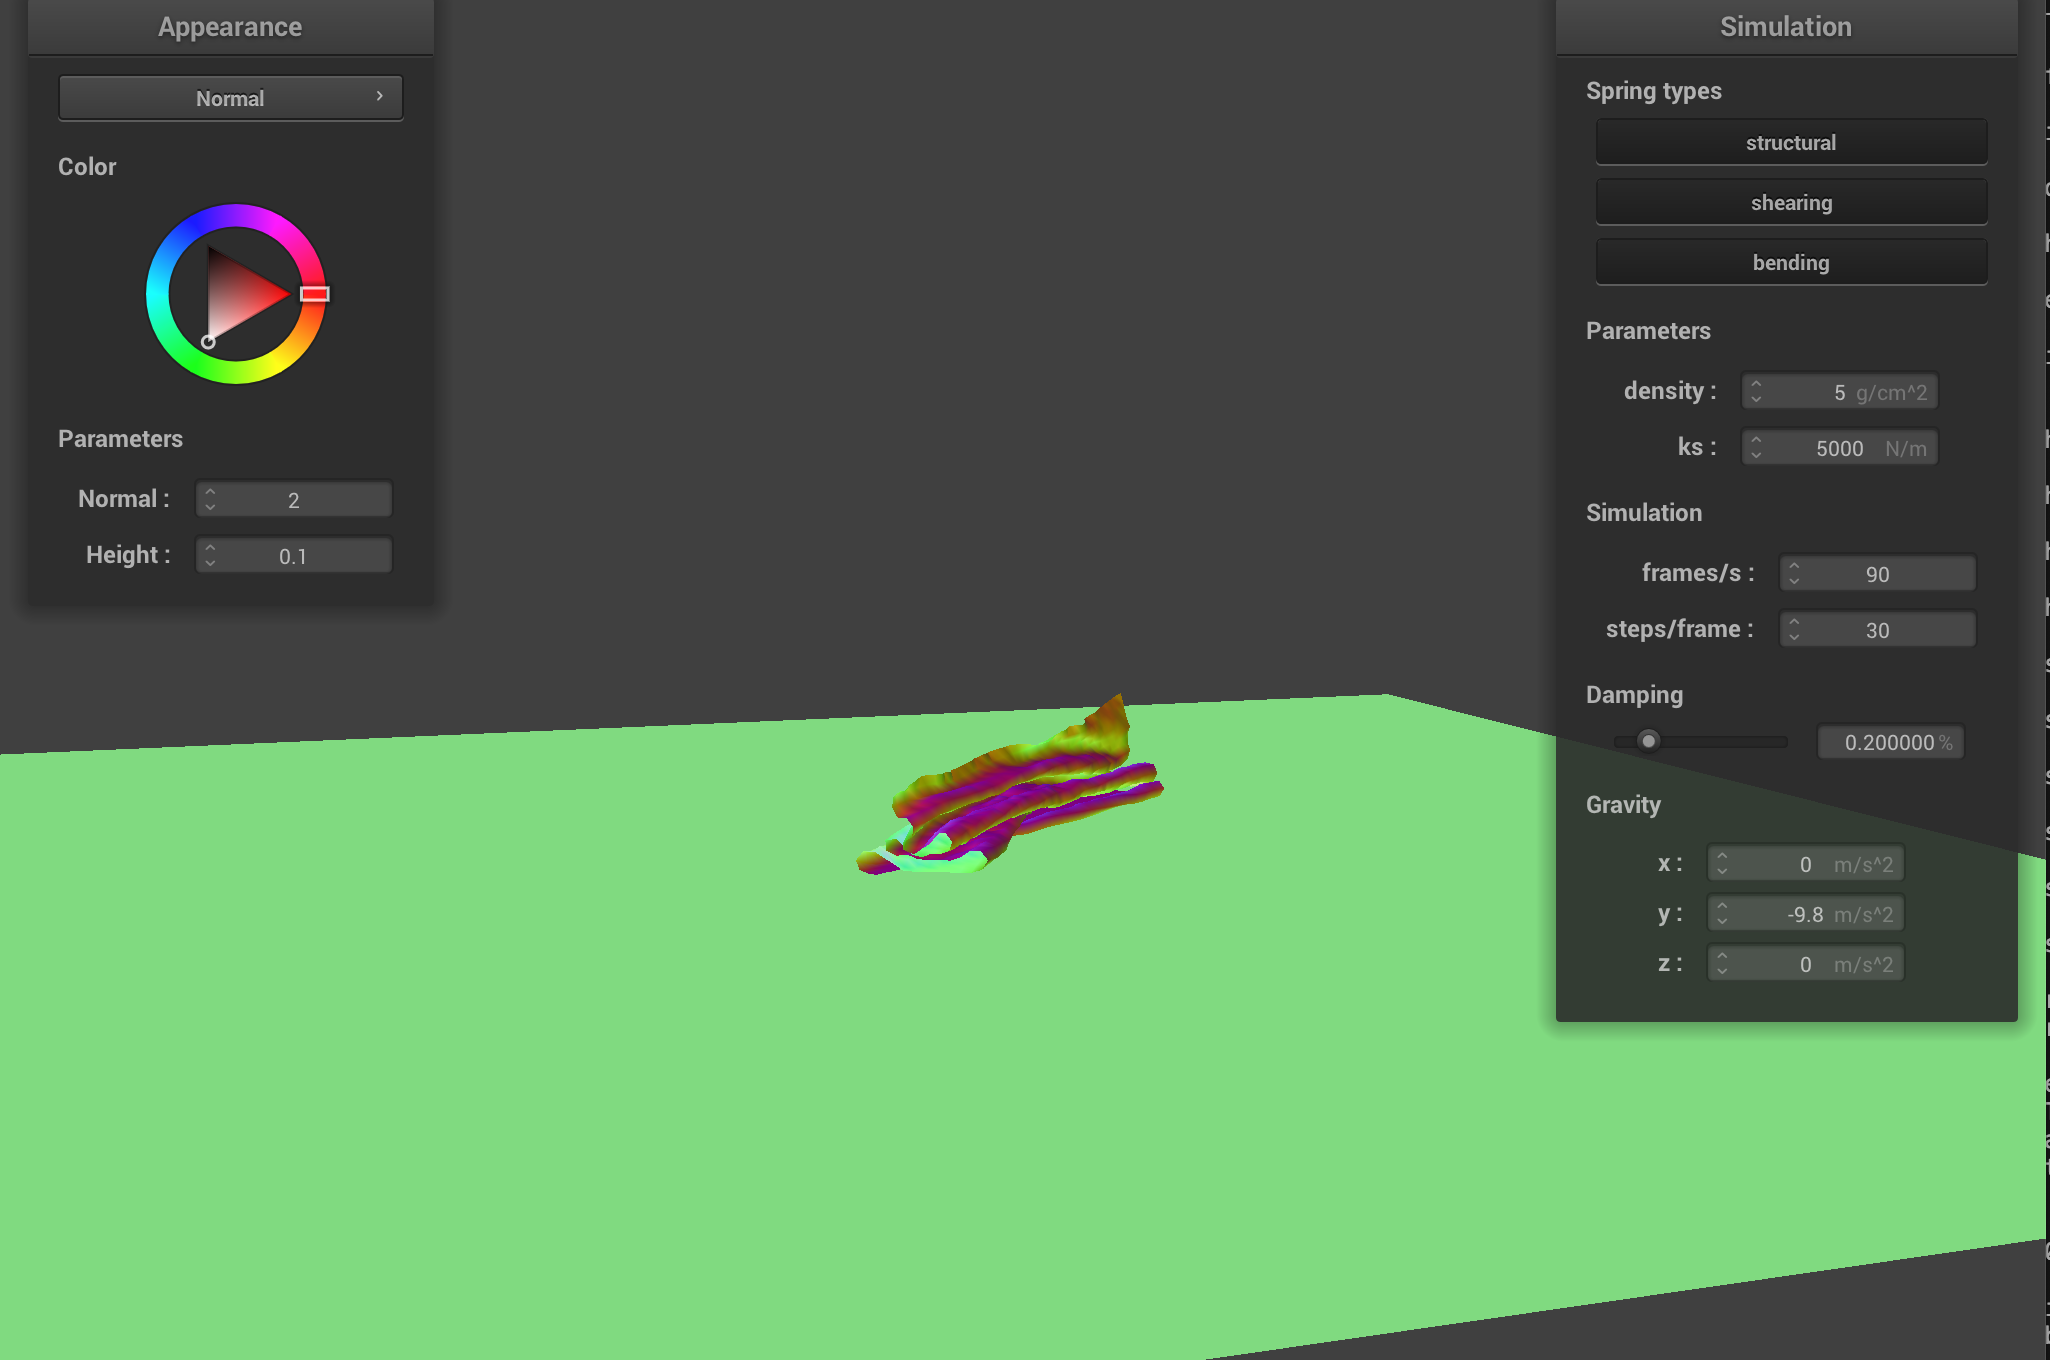 Appearance
Normal
Color
Parameters
Normal : 2
Height : 0.1
Simulation
Spring types
structural
shearing
bending
Parameters
density : 5 g/cm^2
ks : 5000 N/m
Simulation
frames/s : 90
steps/frame : 30
Damping
0.200000 %
Gravity
x : 0 m/s^2
y : -9.8 m/s^2
z : 0 m/s^2